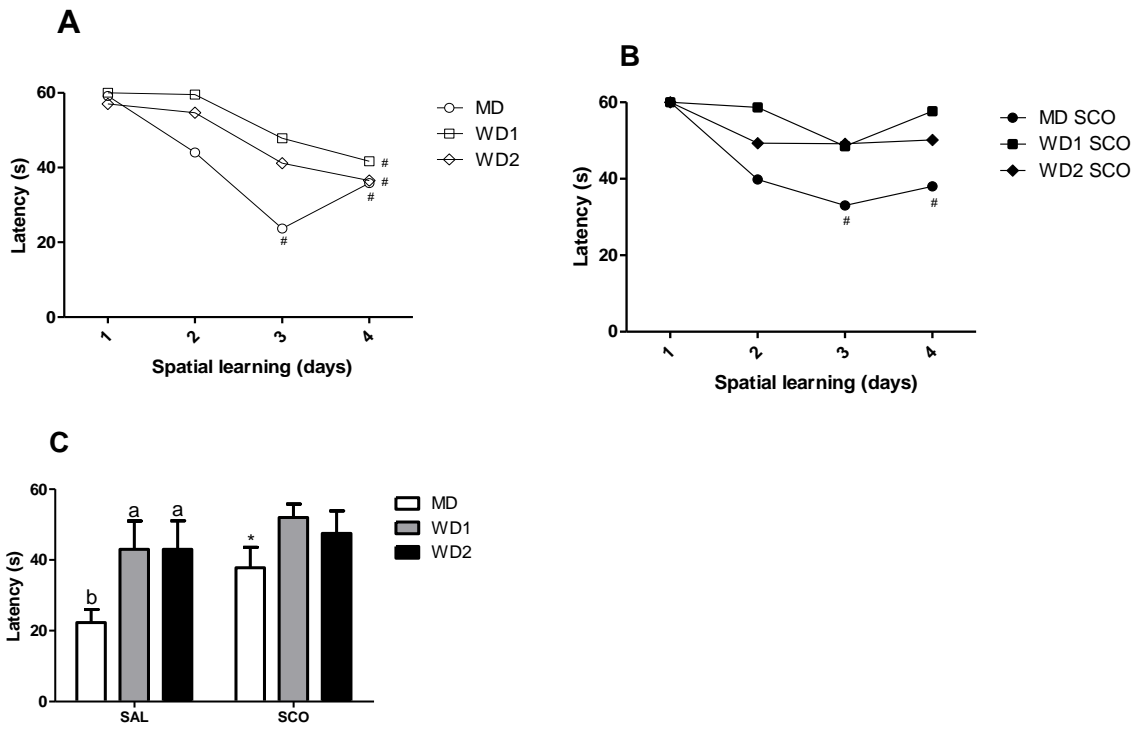 A
60
40
20
0
Latency (s)
#
#
#
#
1
2
3
4
Spatial learning (days)
MD
WD1
WD2
B
60
40
20
0
Latency (s)
#
#
1
2
3
4
Spatial learning (days)
MD SCO
WD1 SCO
WD2 SCO
C
60
40
20
0
Latency (s)
b
a
a
*
SAL
SCO
MD
WD1
WD2